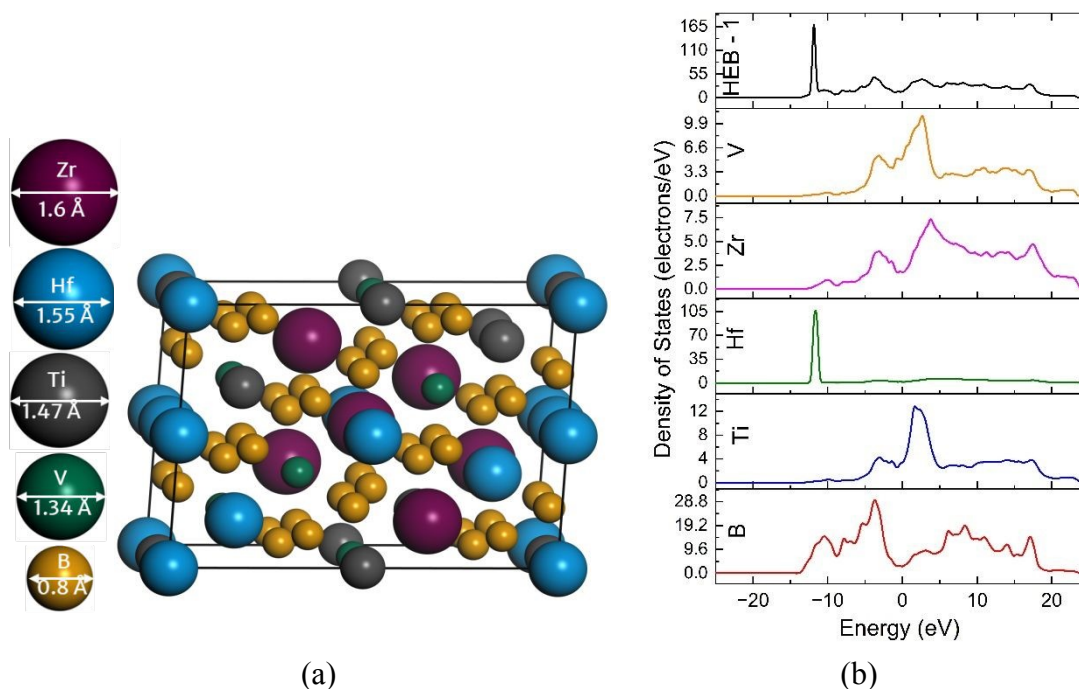 Zr
1.6 Å
Hf
1.55 Å
Ti
1.47 Å
V
1.34 Å
B
0.8 Å
(a)
Density of States (electrons/eV)
HEB - 1
165
110
55
0
V
9.9
6.6
3.3
0.0
Zr
7.5
5.0
2.5
0.0
Hf
105
70
35
0
Ti
12
8
4
0
B
28.8
19.2
9.6
0.0
−20 −10 0 10 20
Energy (eV)
(b)